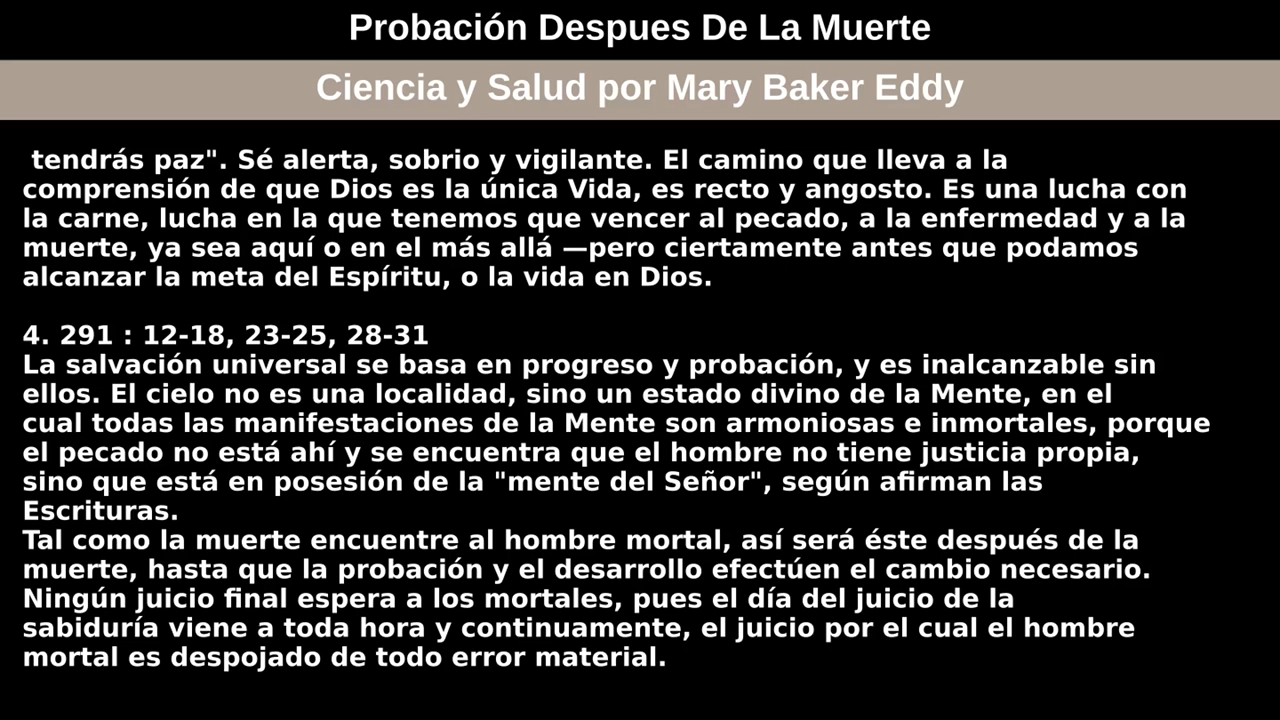 Probación Despues De La Muerte
Ciencia y Salud por Mary Baker Eddy
tendrás paz". Sé alerta, sobrio y vigilante. El camino que lleva a la
comprensión de que Dios es la única Vida, es recto y angosto. Es una lucha con
la carne, lucha en la que tenemos que vencer al pecado, a la enfermedad y a la
muerte, ya sea aquí o en el más allá —pero ciertamente antes que podamos
alcanzar la meta del Espíritu, o la vida en Dios.
4. 291 : 12-18, 23-25, 28-31
La salvación universal se basa en progreso y probación, y es inalcanzable sin
ellos. El cielo no es una localidad, sino un estado divino de la Mente, en el
cual todas las manifestaciones de la Mente son armoniosas e inmortales, porque
el pecado no está ahí y se encuentra que el hombre no tiene justicia propia,
sino que está en posesión de la "mente del Señor", según afirman las
Escrituras.
Tal como la muerte encuentre al hombre mortal, así será éste después de la
muerte, hasta que la probación y el desarrollo efectúen el cambio necesario.
Ningún juicio final espera a los mortales, pues el día del juicio de la
sabiduría viene a toda hora y continuamente, el juicio por el cual el hombre
mortal es despojado de todo error material.